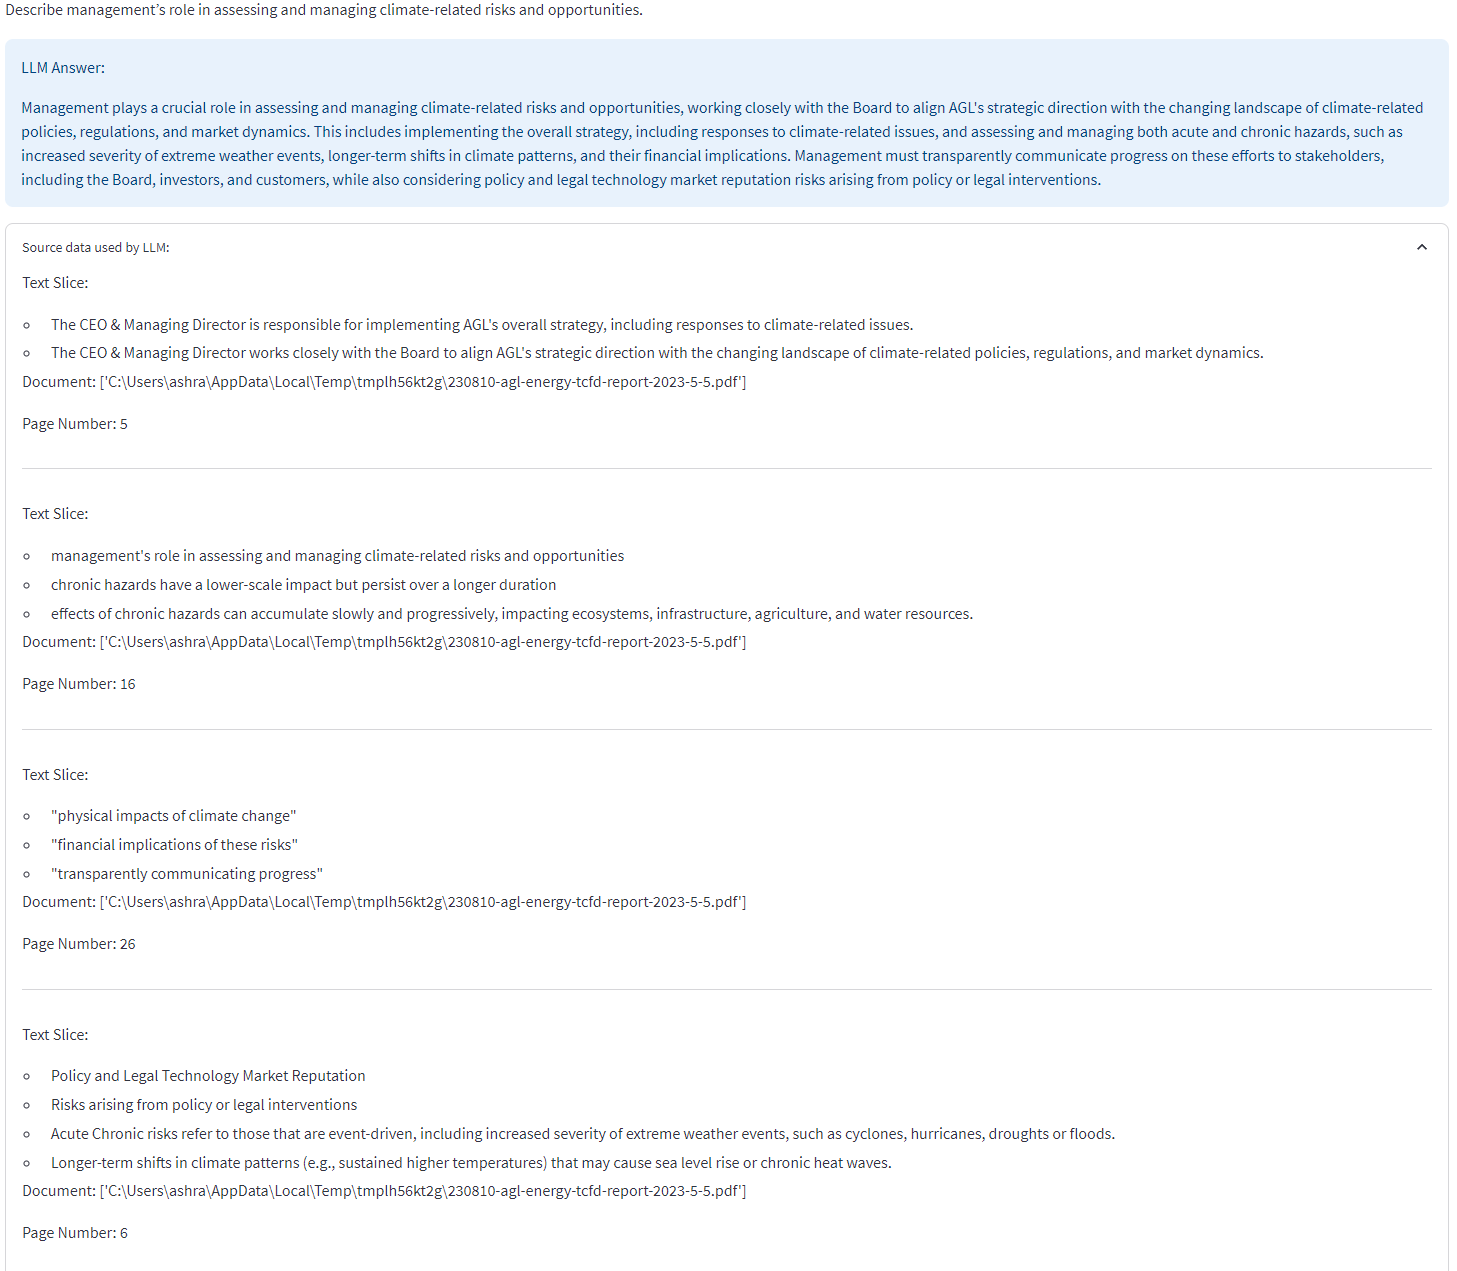 Describe management’s role in assessing and managing climate-related risks and opportunities.
LLM Answer:
Management plays a crucial role in assessing and managing climate-related risks and opportunities, working closely with the Board to align AGL's strategic direction with the changing landscape of climate-related
policies, regulations, and market dynamics. This includes implementing the overall strategy, including responses to climate-related issues, and assessing and managing both acute and chronic hazards, such as
increased severity of extreme weather events, longer-term shifts in climate patterns, and their financial implications. Management must transparently communicate progress on these efforts to stakeholders,
including the Board, investors, and customers, while also considering policy and legal technology market reputation risks arising from policy or legal interventions.
Source data used by LLM:
Text Slice:
The CEO & Managing Director is responsible for implementing AGL's overall strategy, including responses to climate-related issues.
The CEO & Managing Director works closely with the Board to align AGL's strategic direction with the changing landscape of climate-related policies, regulations, and market dynamics.
Document: ['C:\Users\ashra\AppData\Local\Temp\tmplh56kt2g\230810-agl-energy-tcfd-report-2023-5-5.pdf']
Page Number: 5
Text Slice:
management's role in assessing and managing climate-related risks and opportunities
chronic hazards have a lower-scale impact but persist over a longer duration
effects of chronic hazards can accumulate slowly and progressively, impacting ecosystems, infrastructure, agriculture, and water resources.
Document: ['C:\Users\ashra\AppData\Local\Temp\tmplh56kt2g\230810-agl-energy-tcfd-report-2023-5-5.pdf']
Page Number: 16
Text Slice:
"physical impacts of climate change"
"financial implications of these risks"
"transparently communicating progress"
Document: ['C:\Users\ashra\AppData\Local\Temp\tmplh56kt2g\230810-agl-energy-tcfd-report-2023-5-5.pdf']
Page Number: 26
Text Slice:
Policy and Legal Technology Market Reputation
Risks arising from policy or legal interventions
Acute Chronic risks refer to those that are event-driven, including increased severity of extreme weather events, such as cyclones, hurricanes, droughts or floods.
Longer-term shifts in climate patterns (e.g., sustained higher temperatures) that may cause sea level rise or chronic heat waves.
Document: ['C:\Users\ashra\AppData\Local\Temp\tmplh56kt2g\230810-agl-energy-tcfd-report-2023-5-5.pdf']
Page Number: 6